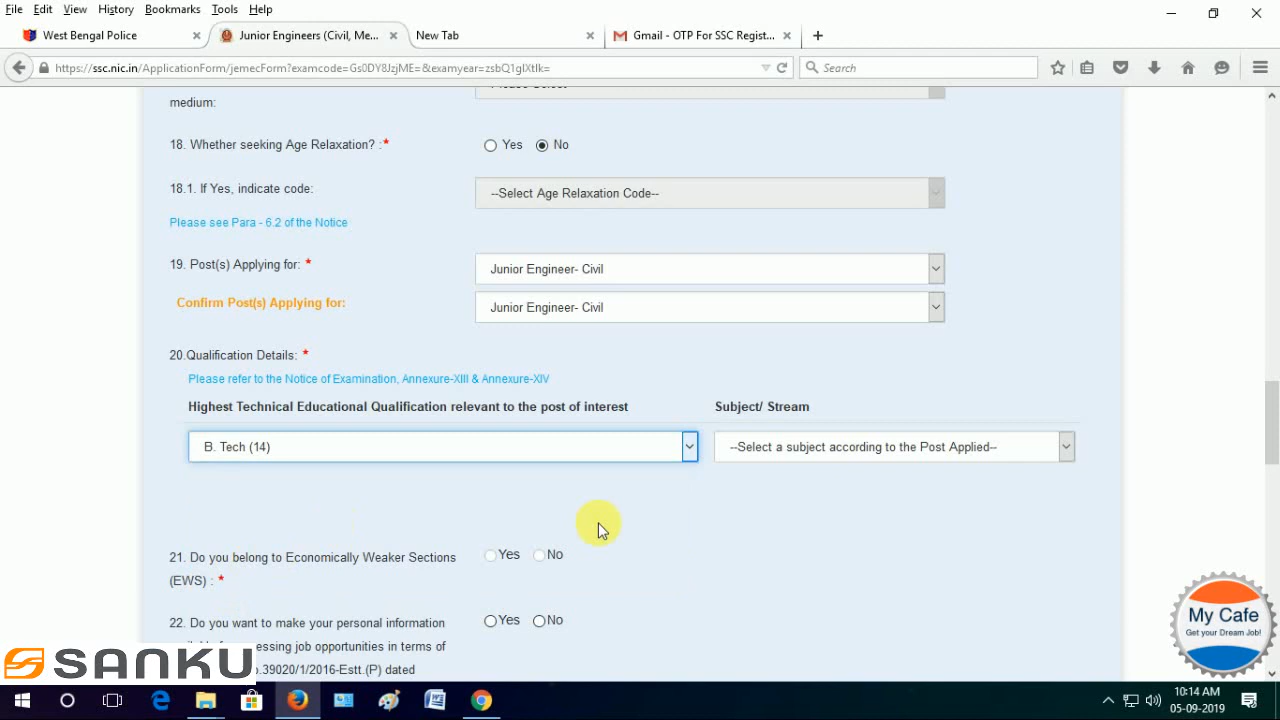 File Edit View History Bookmarks Tools Help
West Bengal Police
Junior Engineers (Civil, Me...
New Tab
Gmail - OTP For SSC Regist...
https://ssc.nic.in/ApplicationForm/jemecForm?examcode=Gs0DY8JzjME=&examyear=zsbQ1gIXtIk=
Search
medium:
18. Whether seeking Age Relaxation? :* Yes No
18.1. If Yes, indicate code: --Select Age Relaxation Code--
Please see Para - 6.2 of the Notice
19. Post(s) Applying for: * Junior Engineer- Civil
Confirm Post(s) Applying for: Junior Engineer- Civil
20.Qualification Details: *
Please refer to the Notice of Examination, Annexure-XIII & Annexure-XIV
Highest Technical Educational Qualification relevant to the post of interest Subject/ Stream
B. Tech (14) --Select a subject according to the Post Applied--
21. Do you belong to Economically Weaker Sections Yes No
(EWS) : *
22. Do you want to make your personal information Yes No
essing job opportunities in terms of
o.39020/1/2016-Estt.(P) dated
SANKU
My Cafe
Get your Dream Job!
10:14 AM
05-09-2019